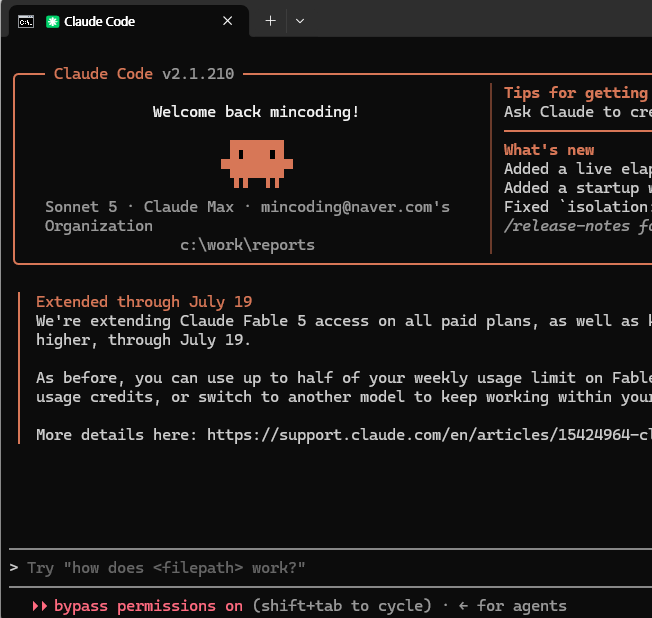 Claude Code
Claude Code v2.1.210
Welcome back mincoding!
Sonnet 5 · Claude Max · mincoding@naver.com's
Organization
c:\work\reports
Tips for getting
Ask Claude to cre
What's new
Added a live elap
Added a startup w
Fixed `isolation:
/release-notes fo
Extended through July 19
We're extending Claude Fable 5 access on all paid plans, as well as k
higher, through July 19.
As before, you can use up to half of your weekly usage limit on Fable
usage credits, or switch to another model to keep working within your
More details here: https://support.claude.com/en/articles/15424964-cl
> Try "how does <filepath> work?"
bypass permissions on (shift+tab to cycle) · ← for agents